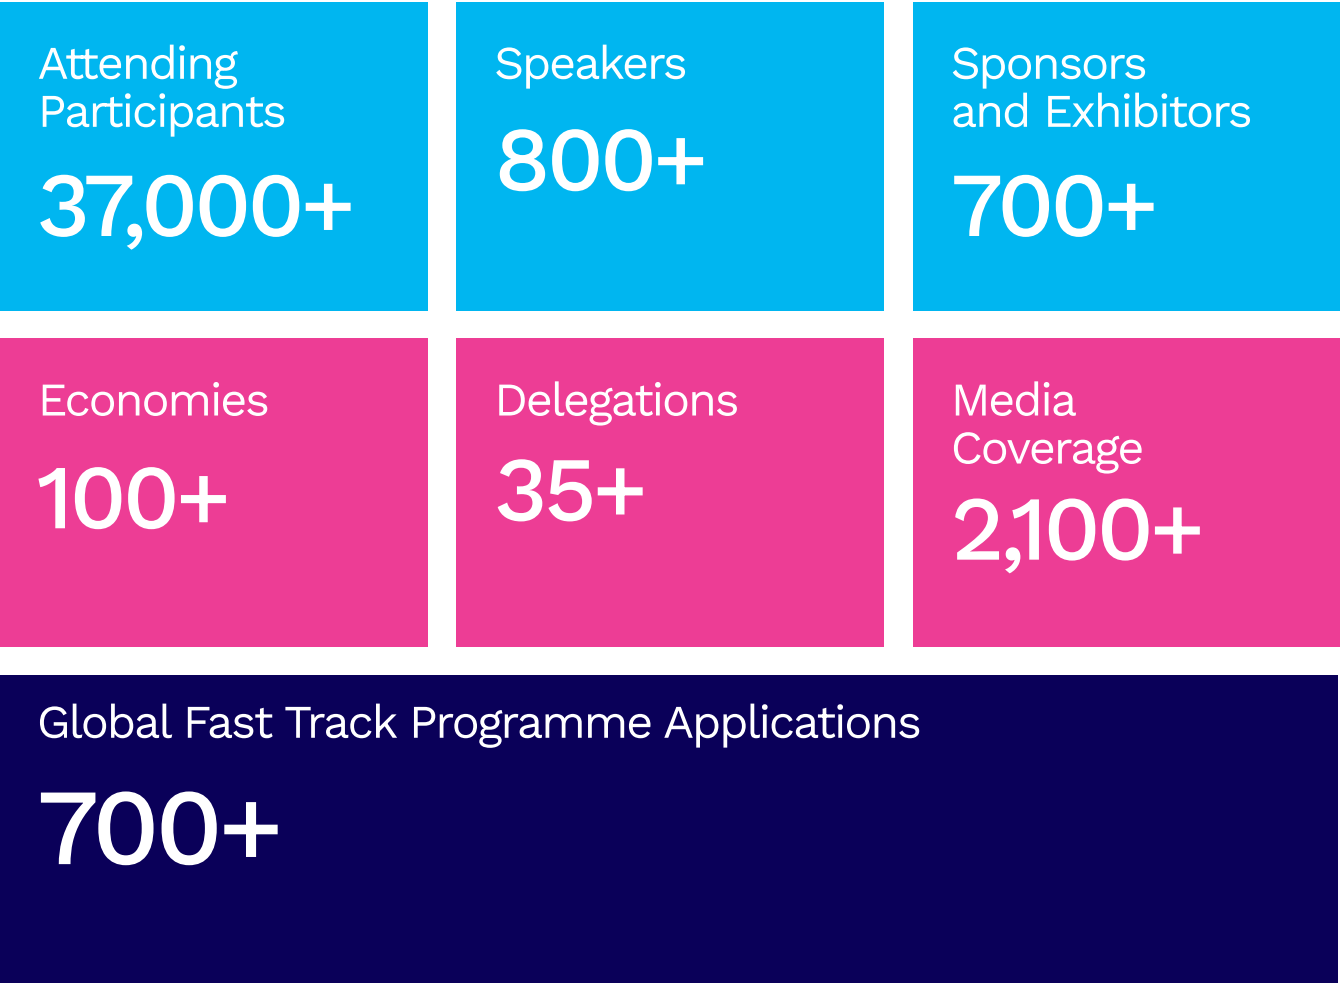 Attending
Participants
37,000+
Speakers
800+
Sponsors
and Exhibitors
700+
Economies
100+
Delegations
35+
Media
Coverage
2,100+
Global Fast Track Programme Applications
700+